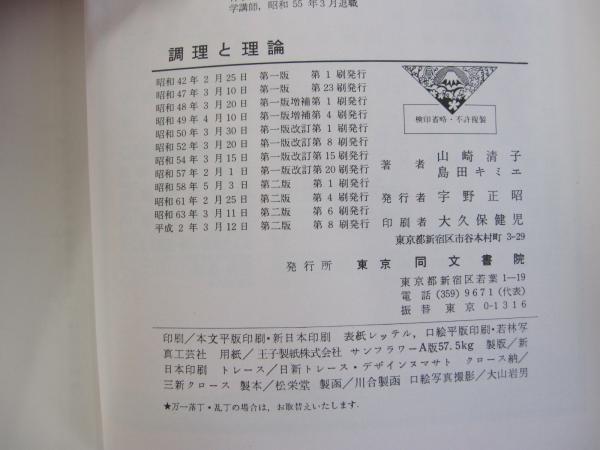 学講師,昭和55年3月退職
調理と理論
昭和42年2月25日 第一版 第1刷発行
昭和47年3月10日 第一版 第23刷発行
昭和48年3月20日 第一版増補第1刷発行
昭和49年4月10日 第一版増補第4刷発行
昭和50年3月30日 第一版改訂第1刷発行
昭和52年3月20日 第一版改訂第8刷発行
昭和54年3月15日 第一版改訂第15刷発行
昭和57年2月1日 第一版改訂第20刷発行
昭和58年5月3日 第二版 第1刷発行
昭和61年2月25日 第二版 第4刷発行
昭和63年3月11日 第二版 第6刷発行
平成2年3月12日 第二版 第8刷発行
検印省略・不許複製
著者 山崎清子
島田キミエ
発行者 宇野正昭
印刷者 大久保健児
東京都新宿区市谷本村町3-29
発行所 東京 同文書院
東京都新宿区若葉1—19
電話(359)9671(代表)
振替 東京0-1316
印刷/本文平版印刷・新日本印刷 表紙レッテル,口絵平版印刷・若林写
真工芸社 用紙/王子製紙株式会社 サンフラワーA版57.5kg 製版/新
日本印刷 トレース/日新トレース・デザインヌマサト クロース納/
三新クロース 製本/松栄堂 製函/川合製函 口絵写真撮影/大山岩男
★万一落丁・乱丁の場合は,お取替えいたします.